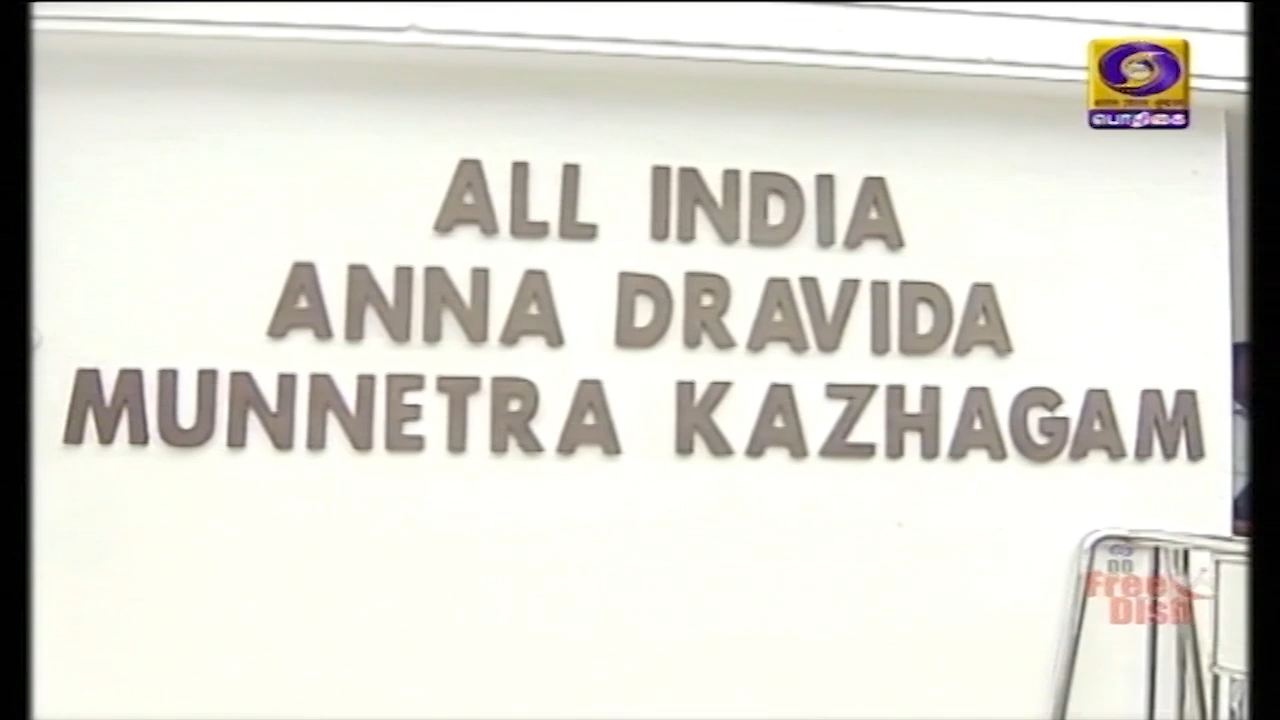 பொதிகை
ALL INDIA
ANNA DRAVIDA
MUNNETRA KAZHAGAM
DD
Free
Dish